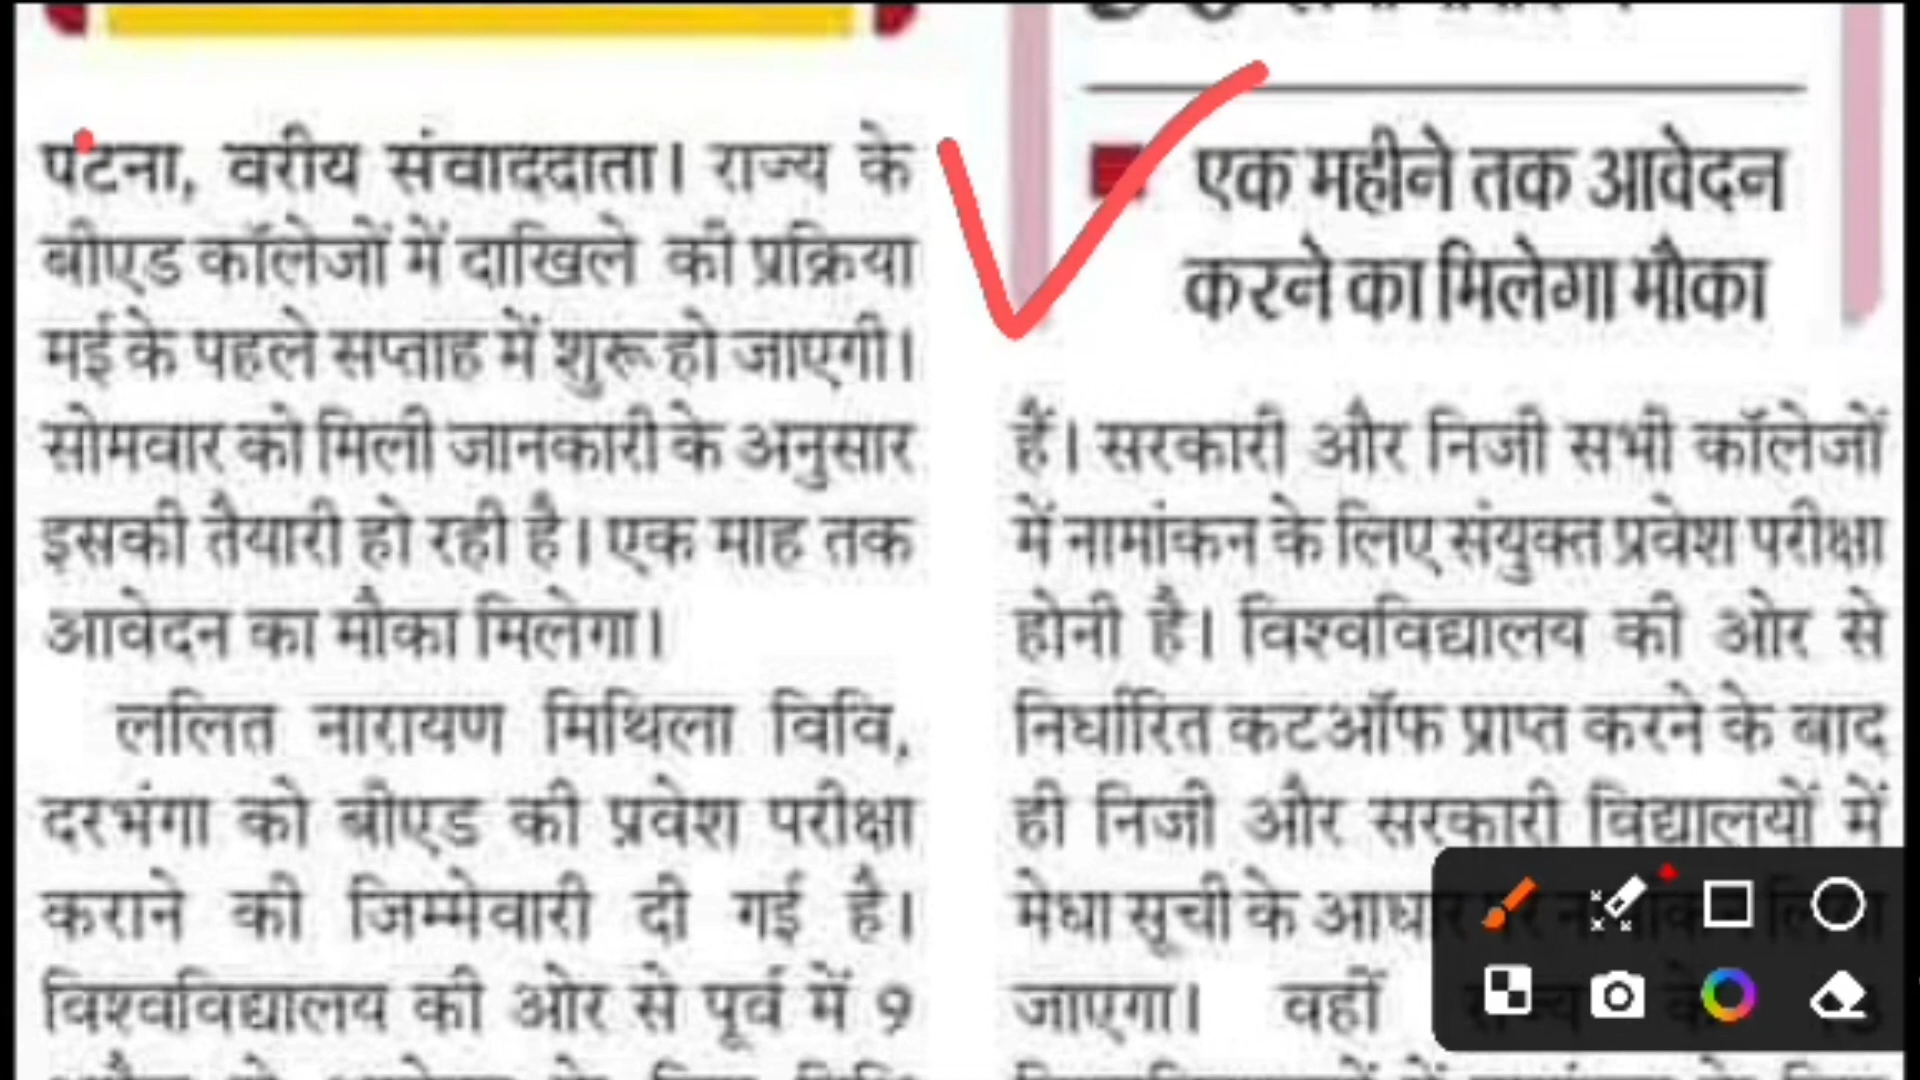 पटना, वरीय संवाददाता। राज्य के
बीएड कॉलेजों में दाखिले की प्रक्रिया
मई के पहले सप्ताह में शुरू हो जाएगी।
सोमवार को मिली जानकारी के अनुसार
इसकी तैयारी हो रही है। एक माह तक
आवेदन का मौका मिलेगा।
ललित नारायण मिथिला विवि,
दरभंगा को बीएड की प्रवेश परीक्षा
कराने की जिम्मेवारी दी गई है।
विश्वविद्यालय की ओर से पूर्व में 9
एक महीने तक आवेदन
करने का मिलेगा मौका
हैं। सरकारी और निजी सभी कॉलेजों
में नामांकन के लिए संयुक्त प्रवेश परीक्षा
होनी है। विश्वविद्यालय की ओर से
निर्धारित कटऑफ प्राप्त करने के बाद
ही निजी और सरकारी विद्यालयों में
मेधा सूची के आधार पर नामांकन लिया
जाएगा। वहीं राज्य के